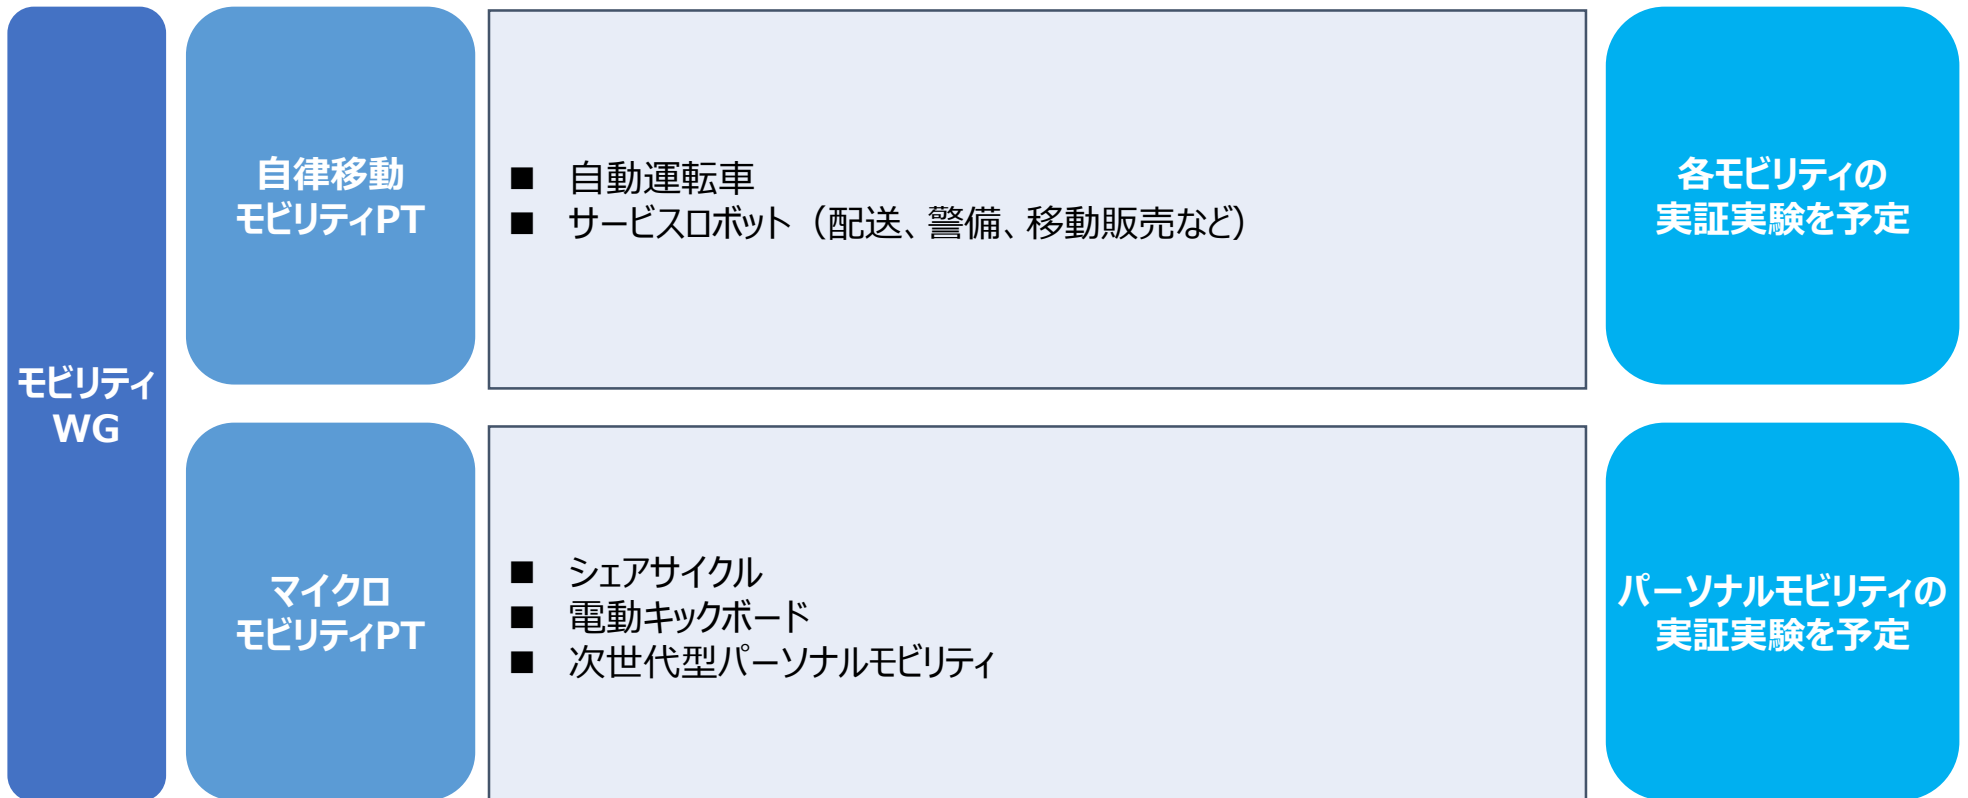 モビリティ
WG
自律移動
モビリティPT
■ 自動運転車
■ サービスロボット（配送、警備、移動販売など）
各モビリティの
実証実験を予定
マイクロ
モビリティPT
■ シェアサイクル
■ 電動キックボード
■ 次世代型パーソナルモビリティ
パーソナルモビリティの
実証実験を予定